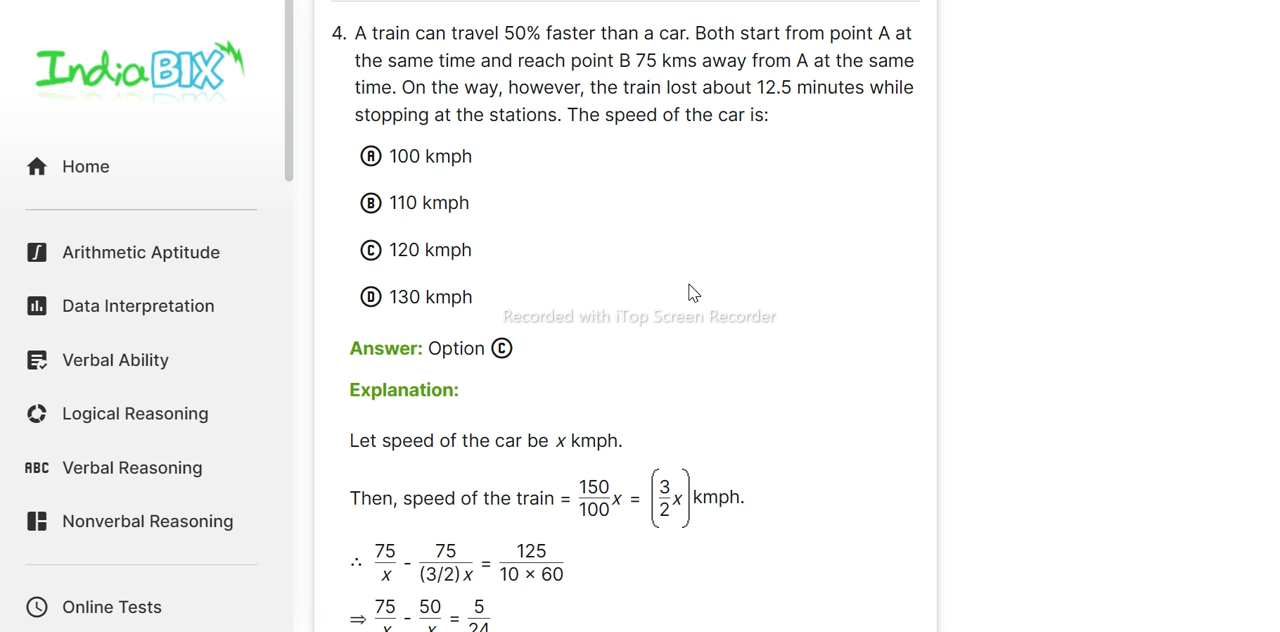 IndiaBIX
Home
Arithmetic Aptitude
Data Interpretation
Verbal Ability
Logical Reasoning
ABC Verbal Reasoning
Nonverbal Reasoning
Online Tests
4. A train can travel 50% faster than a car. Both start from point A at
the same time and reach point B 75 kms away from A at the same
time. On the way, however, the train lost about 12.5 minutes while
stopping at the stations. The speed of the car is:
A 100 kmph
B 110 kmph
C 120 kmph
D 130 kmph
Recorded with iTop Screen Recorder
Answer: Option C
Explanation:
Let speed of the car be x kmph.
Then, speed of the train = 150/100 x = (3/2 x) kmph.
∴ 75/x - 75/(3/2)x = 125/10 × 60
⇒ 75/x - 50/x = 5/24